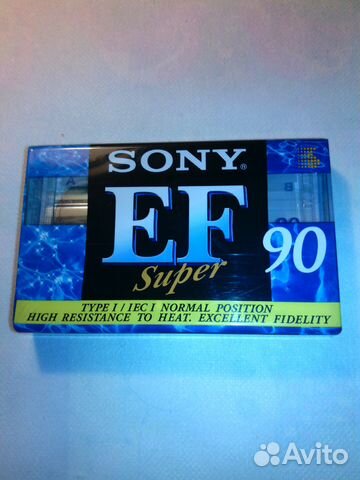 SONY®
A
B
EF
90
Super
TYPE I / IEC I NORMAL POSITION
HIGH RESISTANCE TO HEAT. EXCELLENT FIDELITY
Avito